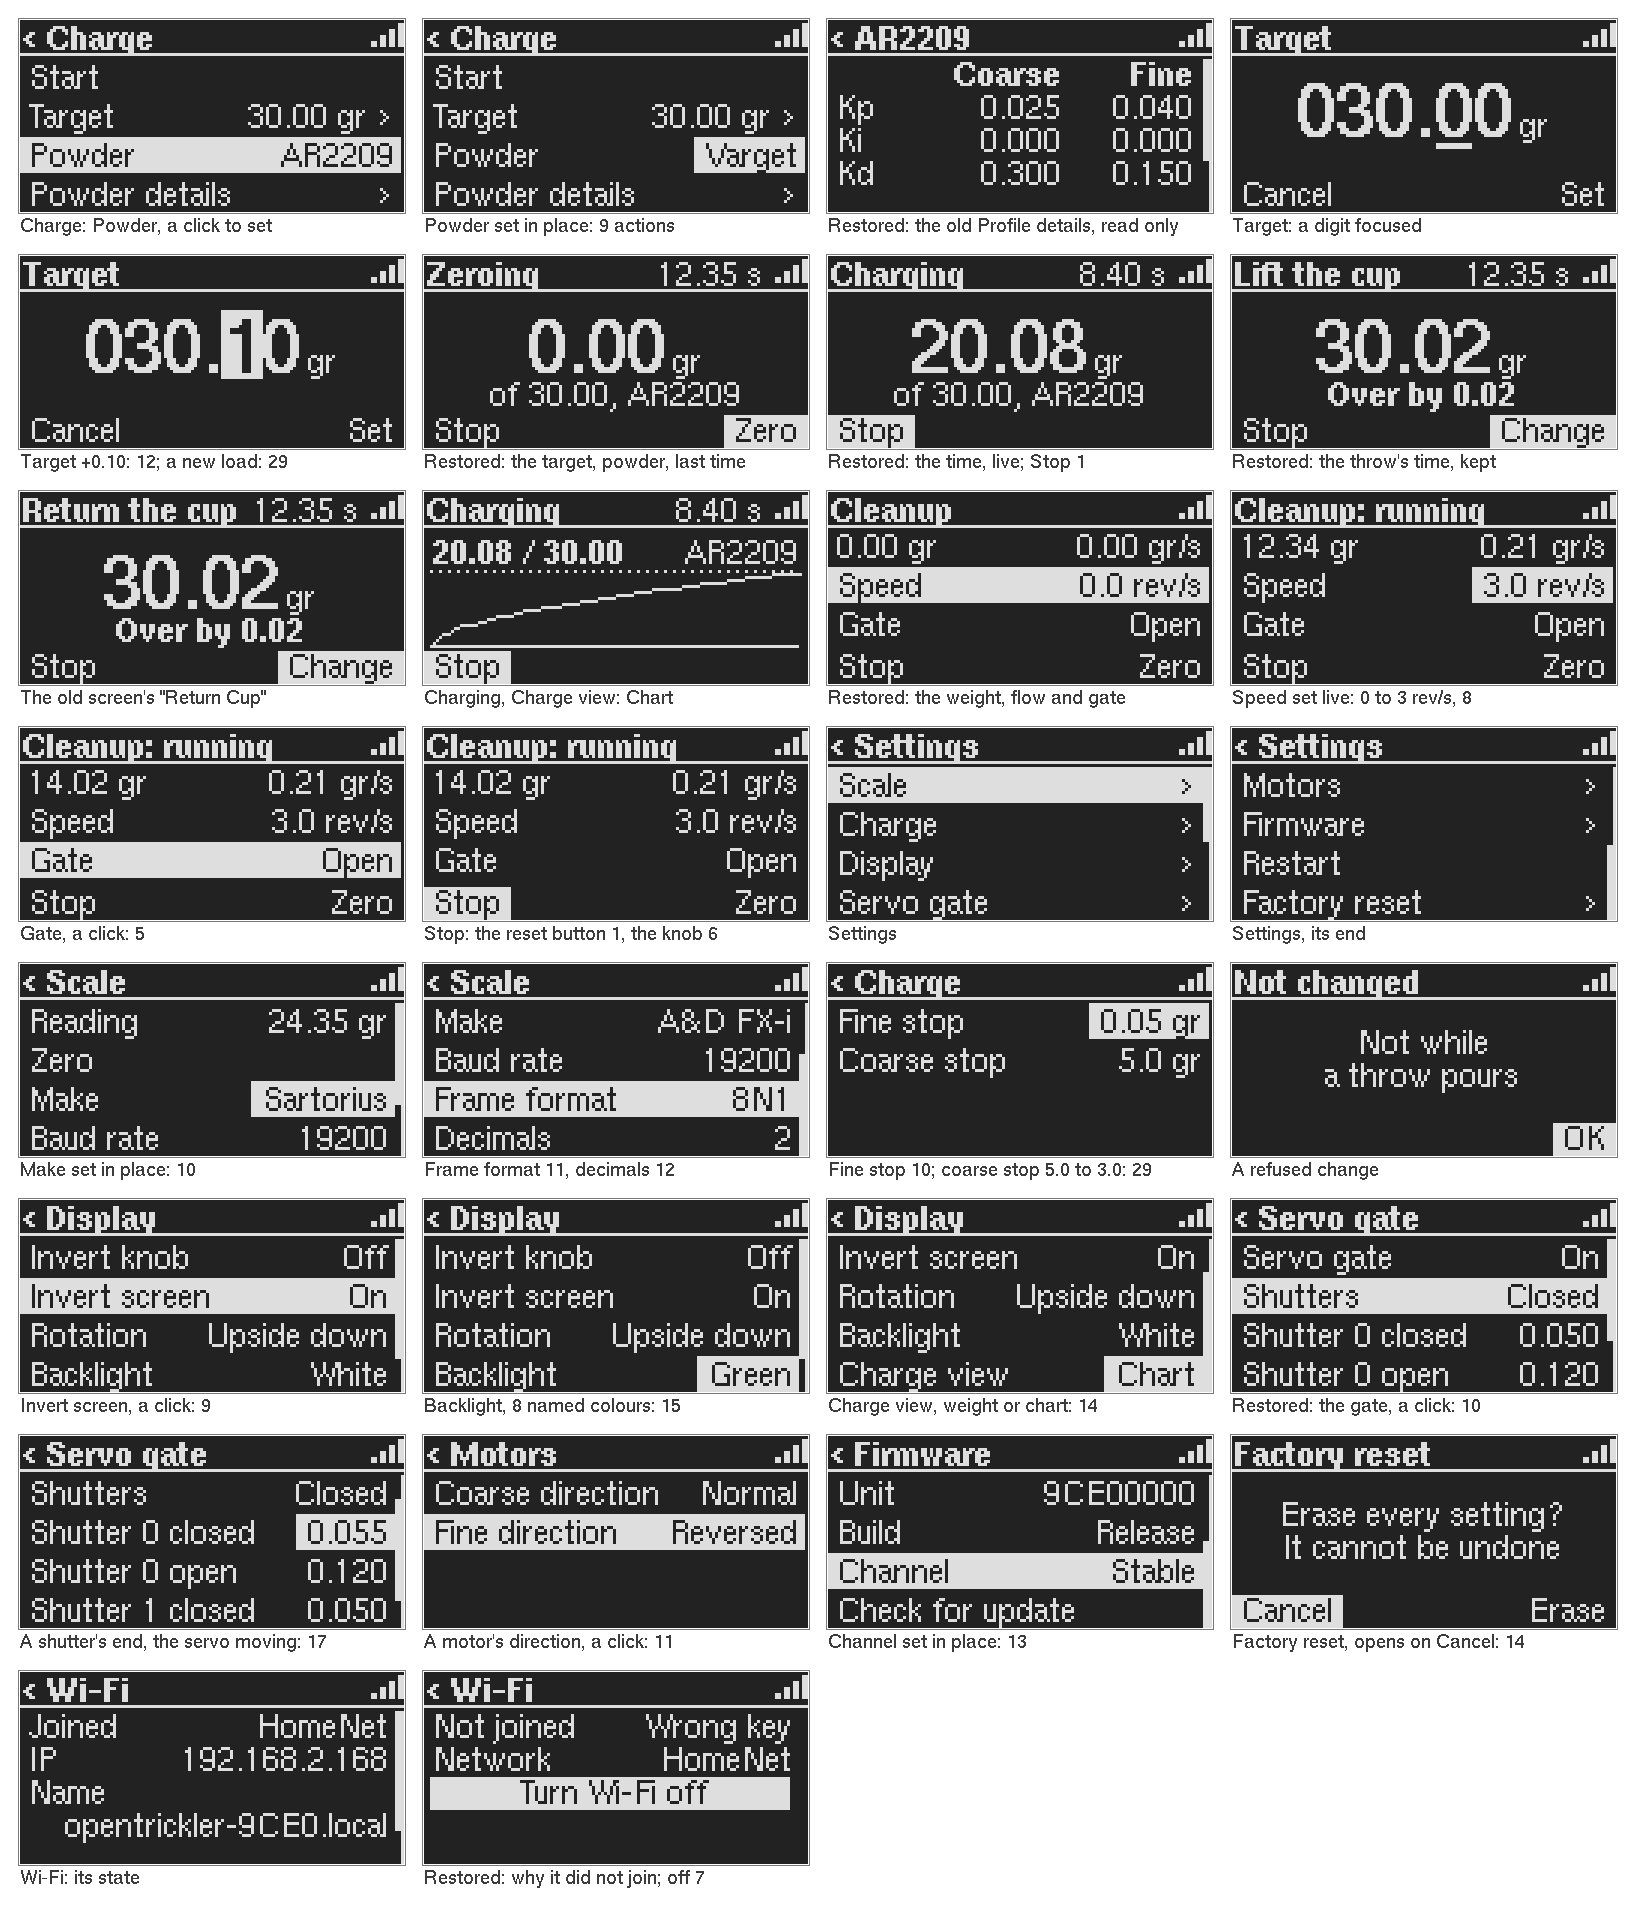 < Charge
Start
Target 30.00 gr >
Powder AR2209
Powder details >
Charge: Powder, a click to set
< Charge
Start
Target 30.00 gr >
Powder Varget
Powder details >
Powder set in place: 9 actions
< AR2209
Coarse Fine
Kp 0.025 0.040
Ki 0.000 0.000
Kd 0.300 0.150
Restored: the old Profile details, read only
Target
030.00 gr
Cancel Set
Target: a digit focused
Target
030.10 gr
Cancel Set
Target +0.10: 12; a new load: 29
Zeroing 12.35 s
0.00 gr
of 30.00, AR2209
Stop Zero
Restored: the target, powder, last time
Charging 8.40 s
20.08 gr
of 30.00, AR2209
Stop
Restored: the time, live; Stop 1
Lift the cup 12.35 s
30.02 gr
Over by 0.02
Stop Change
Restored: the throw's time, kept
Return the cup 12.35 s
30.02 gr
Over by 0.02
Stop Change
The old screen's "Return Cup"
Charging 8.40 s
20.08 / 30.00 AR2209
Stop
Charging, Charge view: Chart
Cleanup
0.00 gr 0.00 gr/s
Speed 0.0 rev/s
Gate Open
Stop Zero
Restored: the weight, flow and gate
Cleanup: running
12.34 gr 0.21 gr/s
Speed 3.0 rev/s
Gate Open
Stop Zero
Speed set live: 0 to 3 rev/s, 8
Cleanup: running
14.02 gr 0.21 gr/s
Speed 3.0 rev/s
Gate Open
Stop Zero
Gate, a click: 5
Cleanup: running
14.02 gr 0.21 gr/s
Speed 3.0 rev/s
Gate Open
Stop Zero
Stop: the reset button 1, the knob 6
< Settings
Scale >
Charge >
Display >
Servo gate >
Settings
< Settings
Motors >
Firmware >
Restart
Factory reset >
Settings, its end
< Scale
Reading 24.35 gr
Zero
Make Sartorius
Baud rate 19200
Make set in place: 10
< Scale
Make A&D FX-i
Baud rate 19200
Frame format 8N1
Decimals 2
Frame format 11, decimals 12
< Charge
Fine stop 0.05 gr
Coarse stop 5.0 gr
Fine stop 10; coarse stop 5.0 to 3.0: 29
Not changed
Not while
a throw pours
OK
A refused change
< Display
Invert knob Off
Invert screen On
Rotation Upside down
Backlight White
Invert screen, a click: 9
< Display
Invert knob Off
Invert screen On
Rotation Upside down
Backlight Green
Backlight, 8 named colours: 15
< Display
Invert screen On
Rotation Upside down
Backlight White
Charge view Chart
Charge view, weight or chart: 14
< Servo gate
Servo gate On
Shutters Closed
Shutter 0 closed 0.050
Shutter 0 open 0.120
Restored: the gate, a click: 10
< Servo gate
Shutters Closed
Shutter 0 closed 0.055
Shutter 0 open 0.120
Shutter 1 closed 0.050
A shutter's end, the servo moving: 17
< Motors
Coarse direction Normal
Fine direction Reversed
A motor's direction, a click: 11
< Firmware
Unit 9CE00000
Build Release
Channel Stable
Check for update
Channel set in place: 13
Factory reset
Erase every setting?
It cannot be undone
Cancel Erase
Factory reset, opens on Cancel: 14
< Wi-Fi
Joined HomeNet
IP 192.168.2.168
Name
opentrickler-9CE0.local
Wi-Fi: its state
< Wi-Fi
Not joined Wrong key
Network HomeNet
Turn Wi-Fi off
Restored: why it did not join; off 7